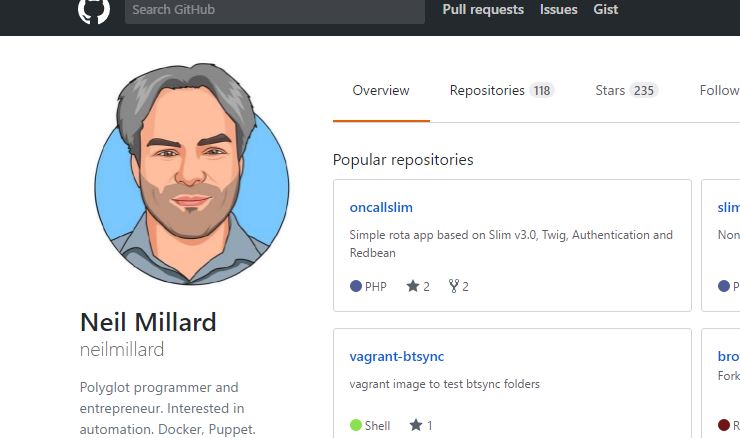 Search GitHub
Pull requests Issues Gist
Overview Repositories 118 Stars 235 Follow
Popular repositories
oncallslim
Simple rota app based on Slim v3.0, Twig, Authentication and
Redbean
PHP 2 2
slim
Non
P
Neil Millard
neilmillard
Polyglot programmer and
entrepreneur. Interested in
automation. Docker, Puppet.
vagrant-btsync
vagrant image to test btsync folders
Shell 1
bro
Fork
R